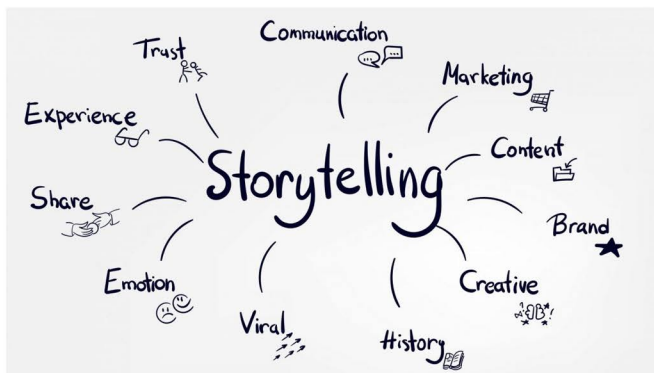 Communication
Trust
Marketing
Experience
Content
Storytelling
Share
Brand
Emotion
Creative
Viral
History